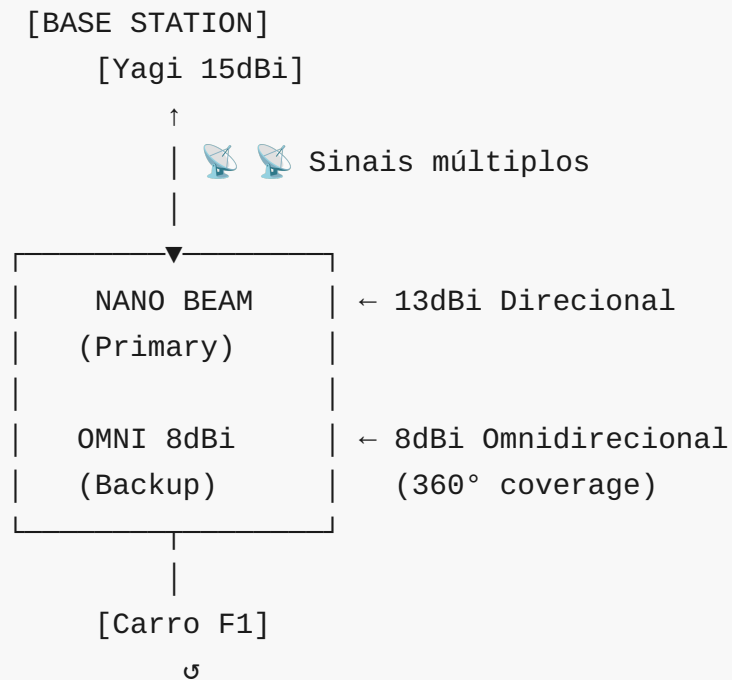 [BASE STATION]
[Yagi 15dBi]
↑
│ 📡 📡 Sinais múltiplos
│
┌────────▼────────┐
│ NANO BEAM │ ← 13dBi Direcional
│ (Primary) │
│ │
│ OMNI 8dBi │ ← 8dBi Omnidirecional
│ (Backup) │ (360° coverage)
└────────┬────────┘
│
[Carro F1]
↺